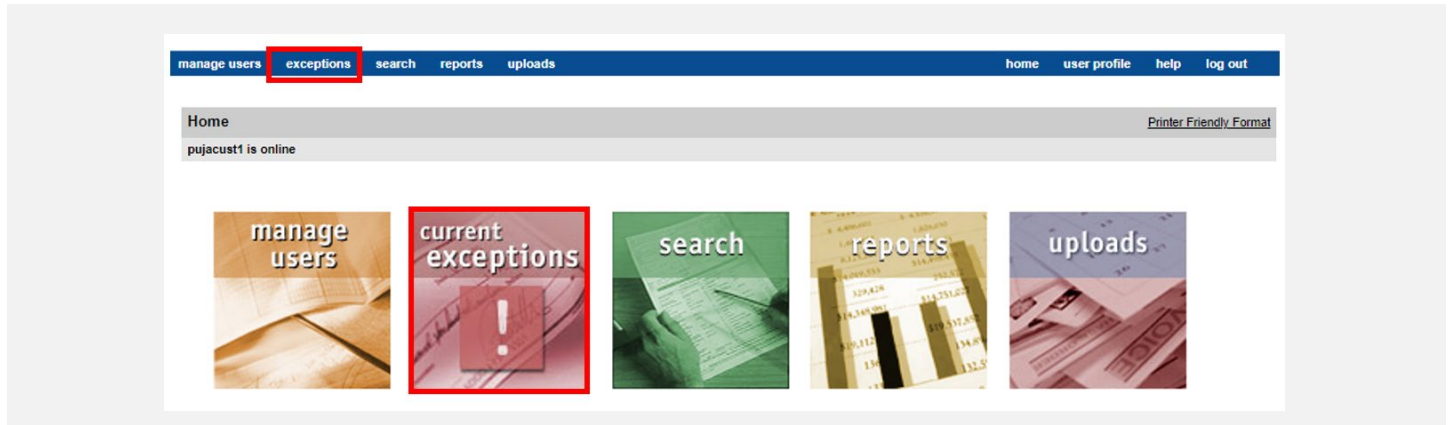 manage users exceptions search reports uploads home user profile help log out
Home Printer Friendly Format
pujacust1 is online
manage
users
current
exceptions
!
search
reports
uploads